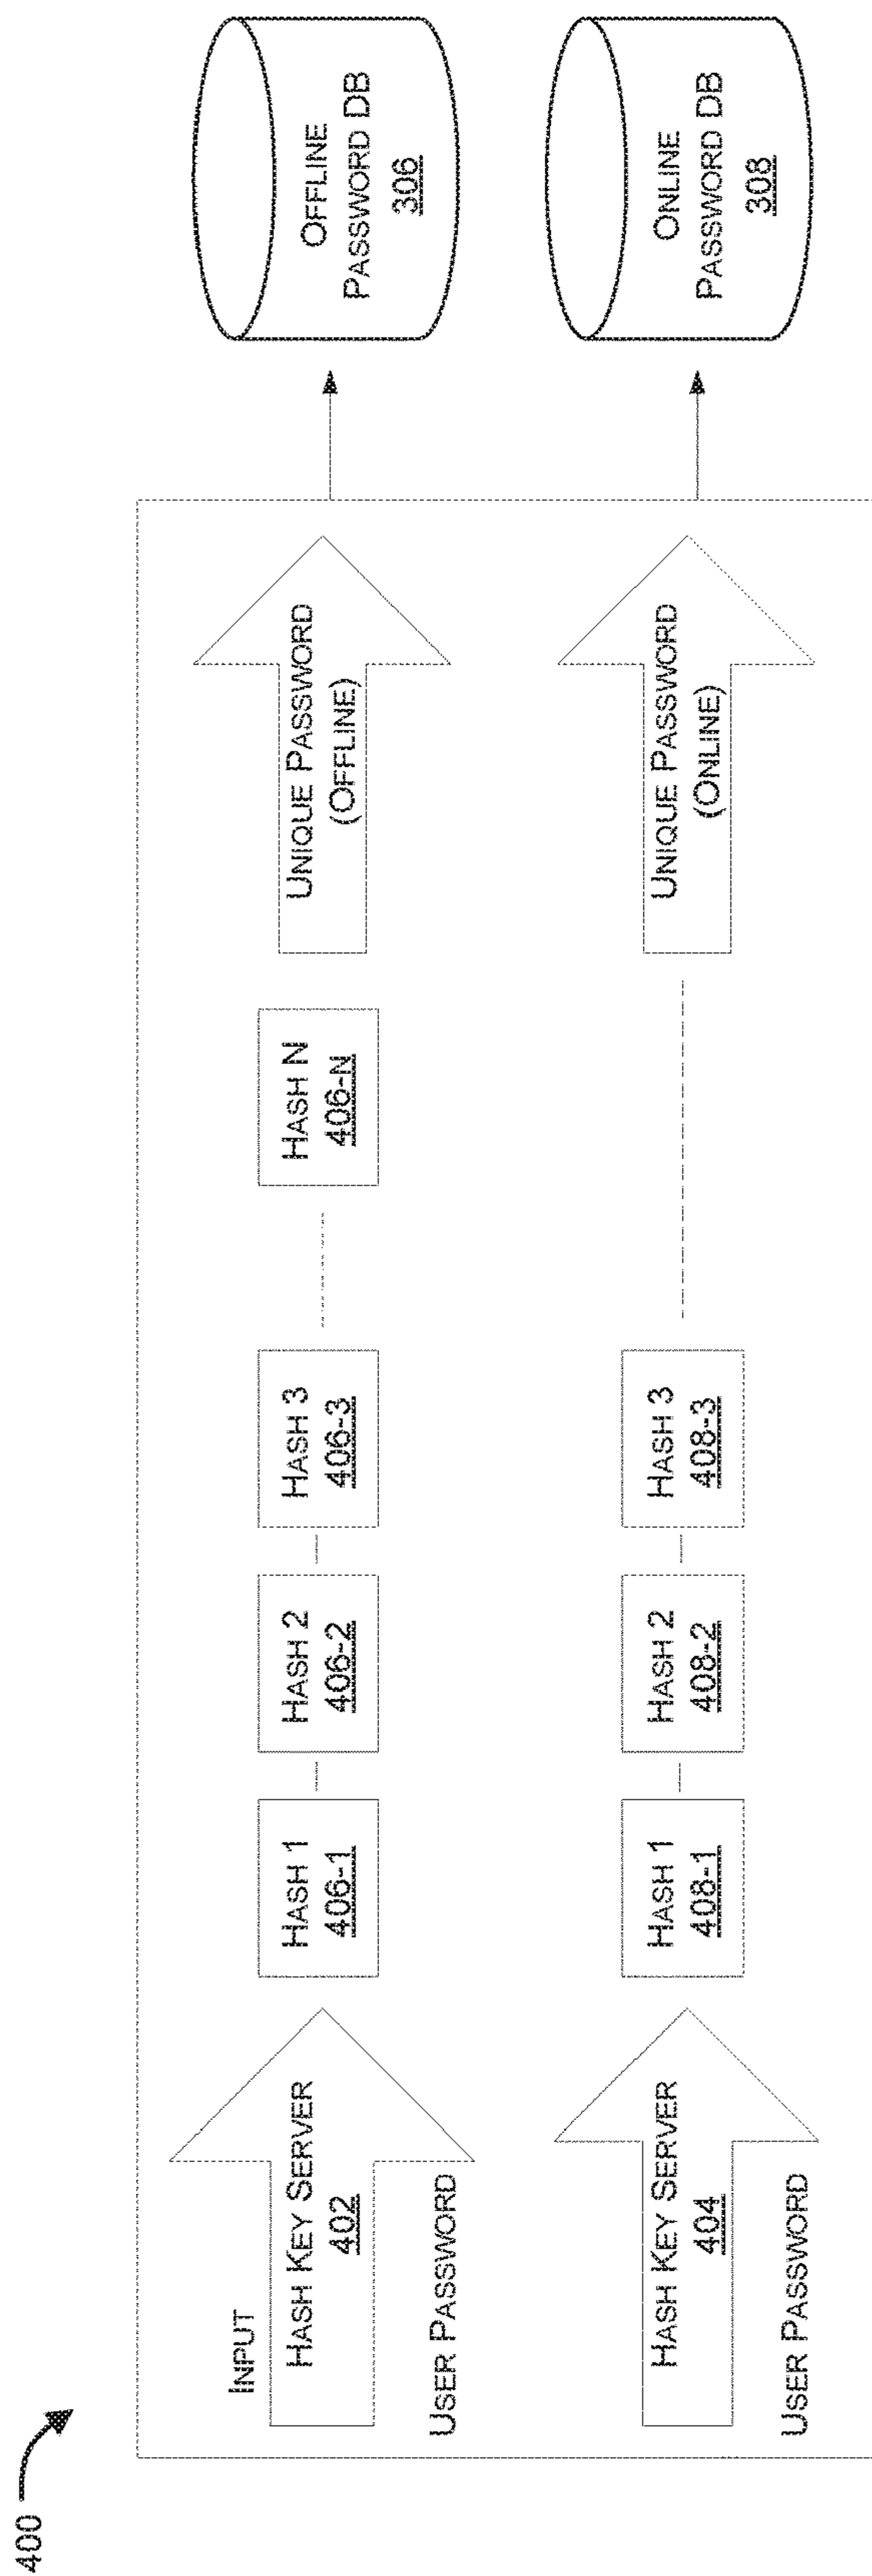 400
INPUT
HASH KEY SERVER
402
USER PASSWORD
HASH 1
406-1
HASH 2
406-2
HASH 3
406-3
HASH N
406-N
UNIQUE PASSWORD
(OFFLINE)
OFFLINE
PASSWORD DB
306
HASH KEY SERVER
404
USER PASSWORD
HASH 1
408-1
HASH 2
408-2
HASH 3
408-3
UNIQUE PASSWORD
(ONLINE)
ONLINE
PASSWORD DB
308